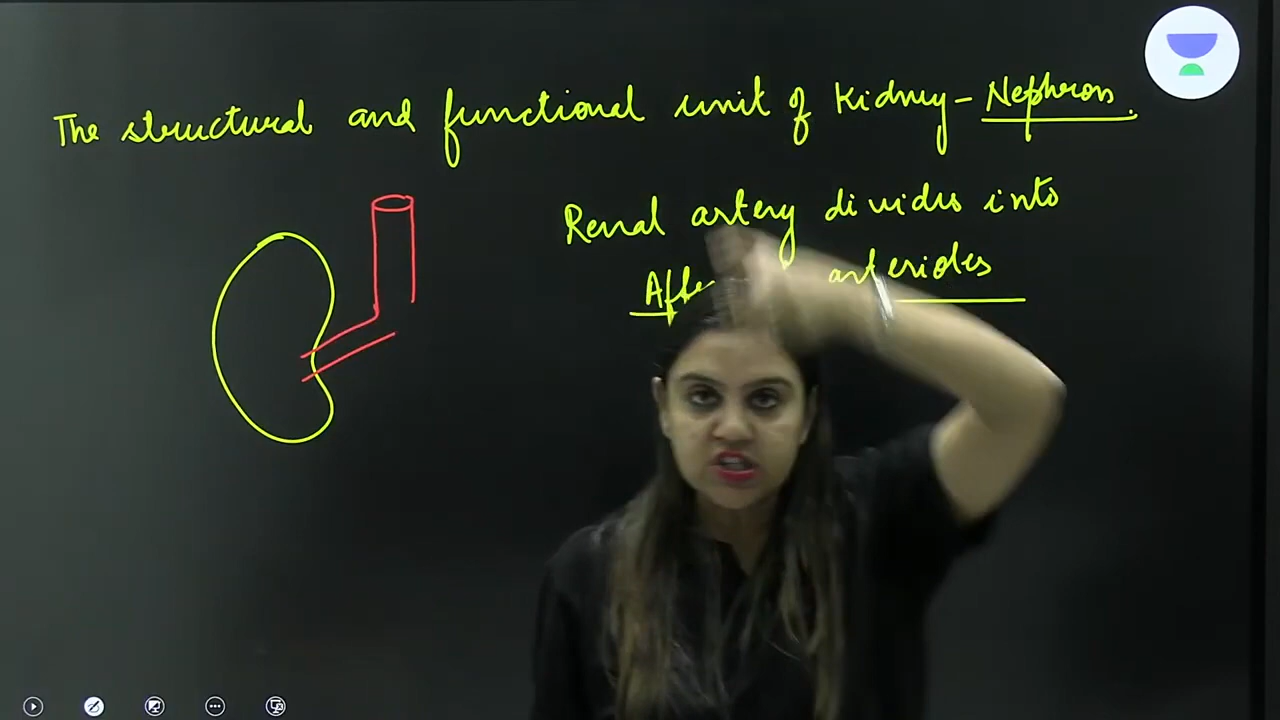 The structural and functional unit of Kidney - Nephron.
Renal artery divides into
arterioles